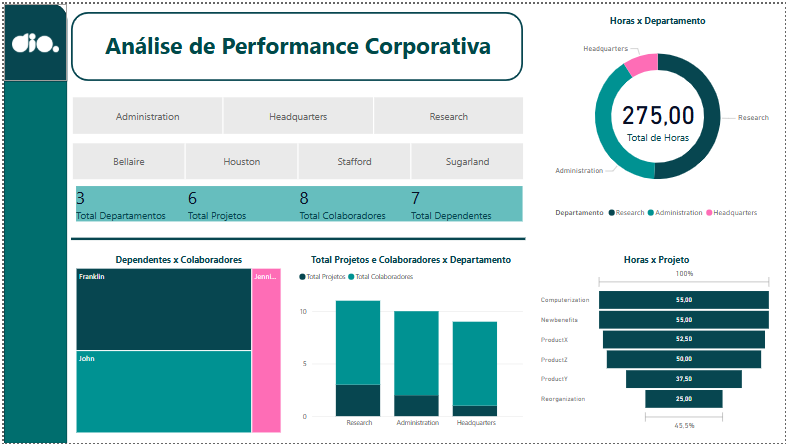 dio.
Análise de Performance Corporativa
Administration
Headquarters
Research
Bellaire
Houston
Stafford
Sugarland
3
Total Departamentos
6
Total Projetos
8
Total Colaboradores
7
Total Dependentes
Horas x Departamento
Headquarters
Research
Administration
275,00
Total de Horas
Departamento Research Administration Headquarters
Dependentes x Colaboradores
Franklin
Jenni...
John
Total Projetos e Colaboradores x Departamento
Total Projetos Total Colaboradores
10
5
0
Research Administration Headquarters
Horas x Projeto
100%
Computerization 55,00
Newbenefits 55,00
ProductX 52,50
ProductZ 50,00
ProductY 37,50
Reorganization 25,00
45,5%